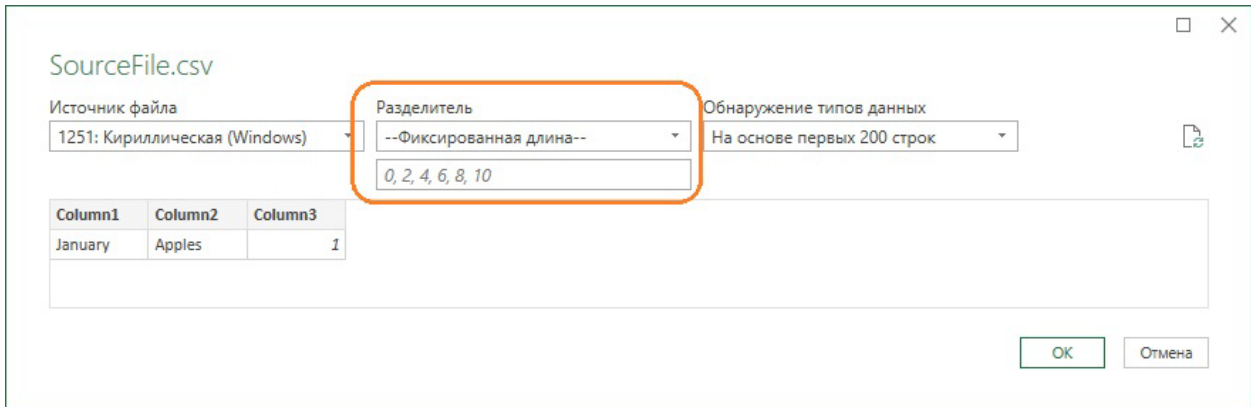 SourceFile.csv
Источник файла Разделитель Обнаружение типов данных
1251: Кириллическая (Windows) --Фиксированная длина-- На основе первых 200 строк
0, 2, 4, 6, 8, 10
Column1 Column2 Column3
January Apples 1
OK Отмена